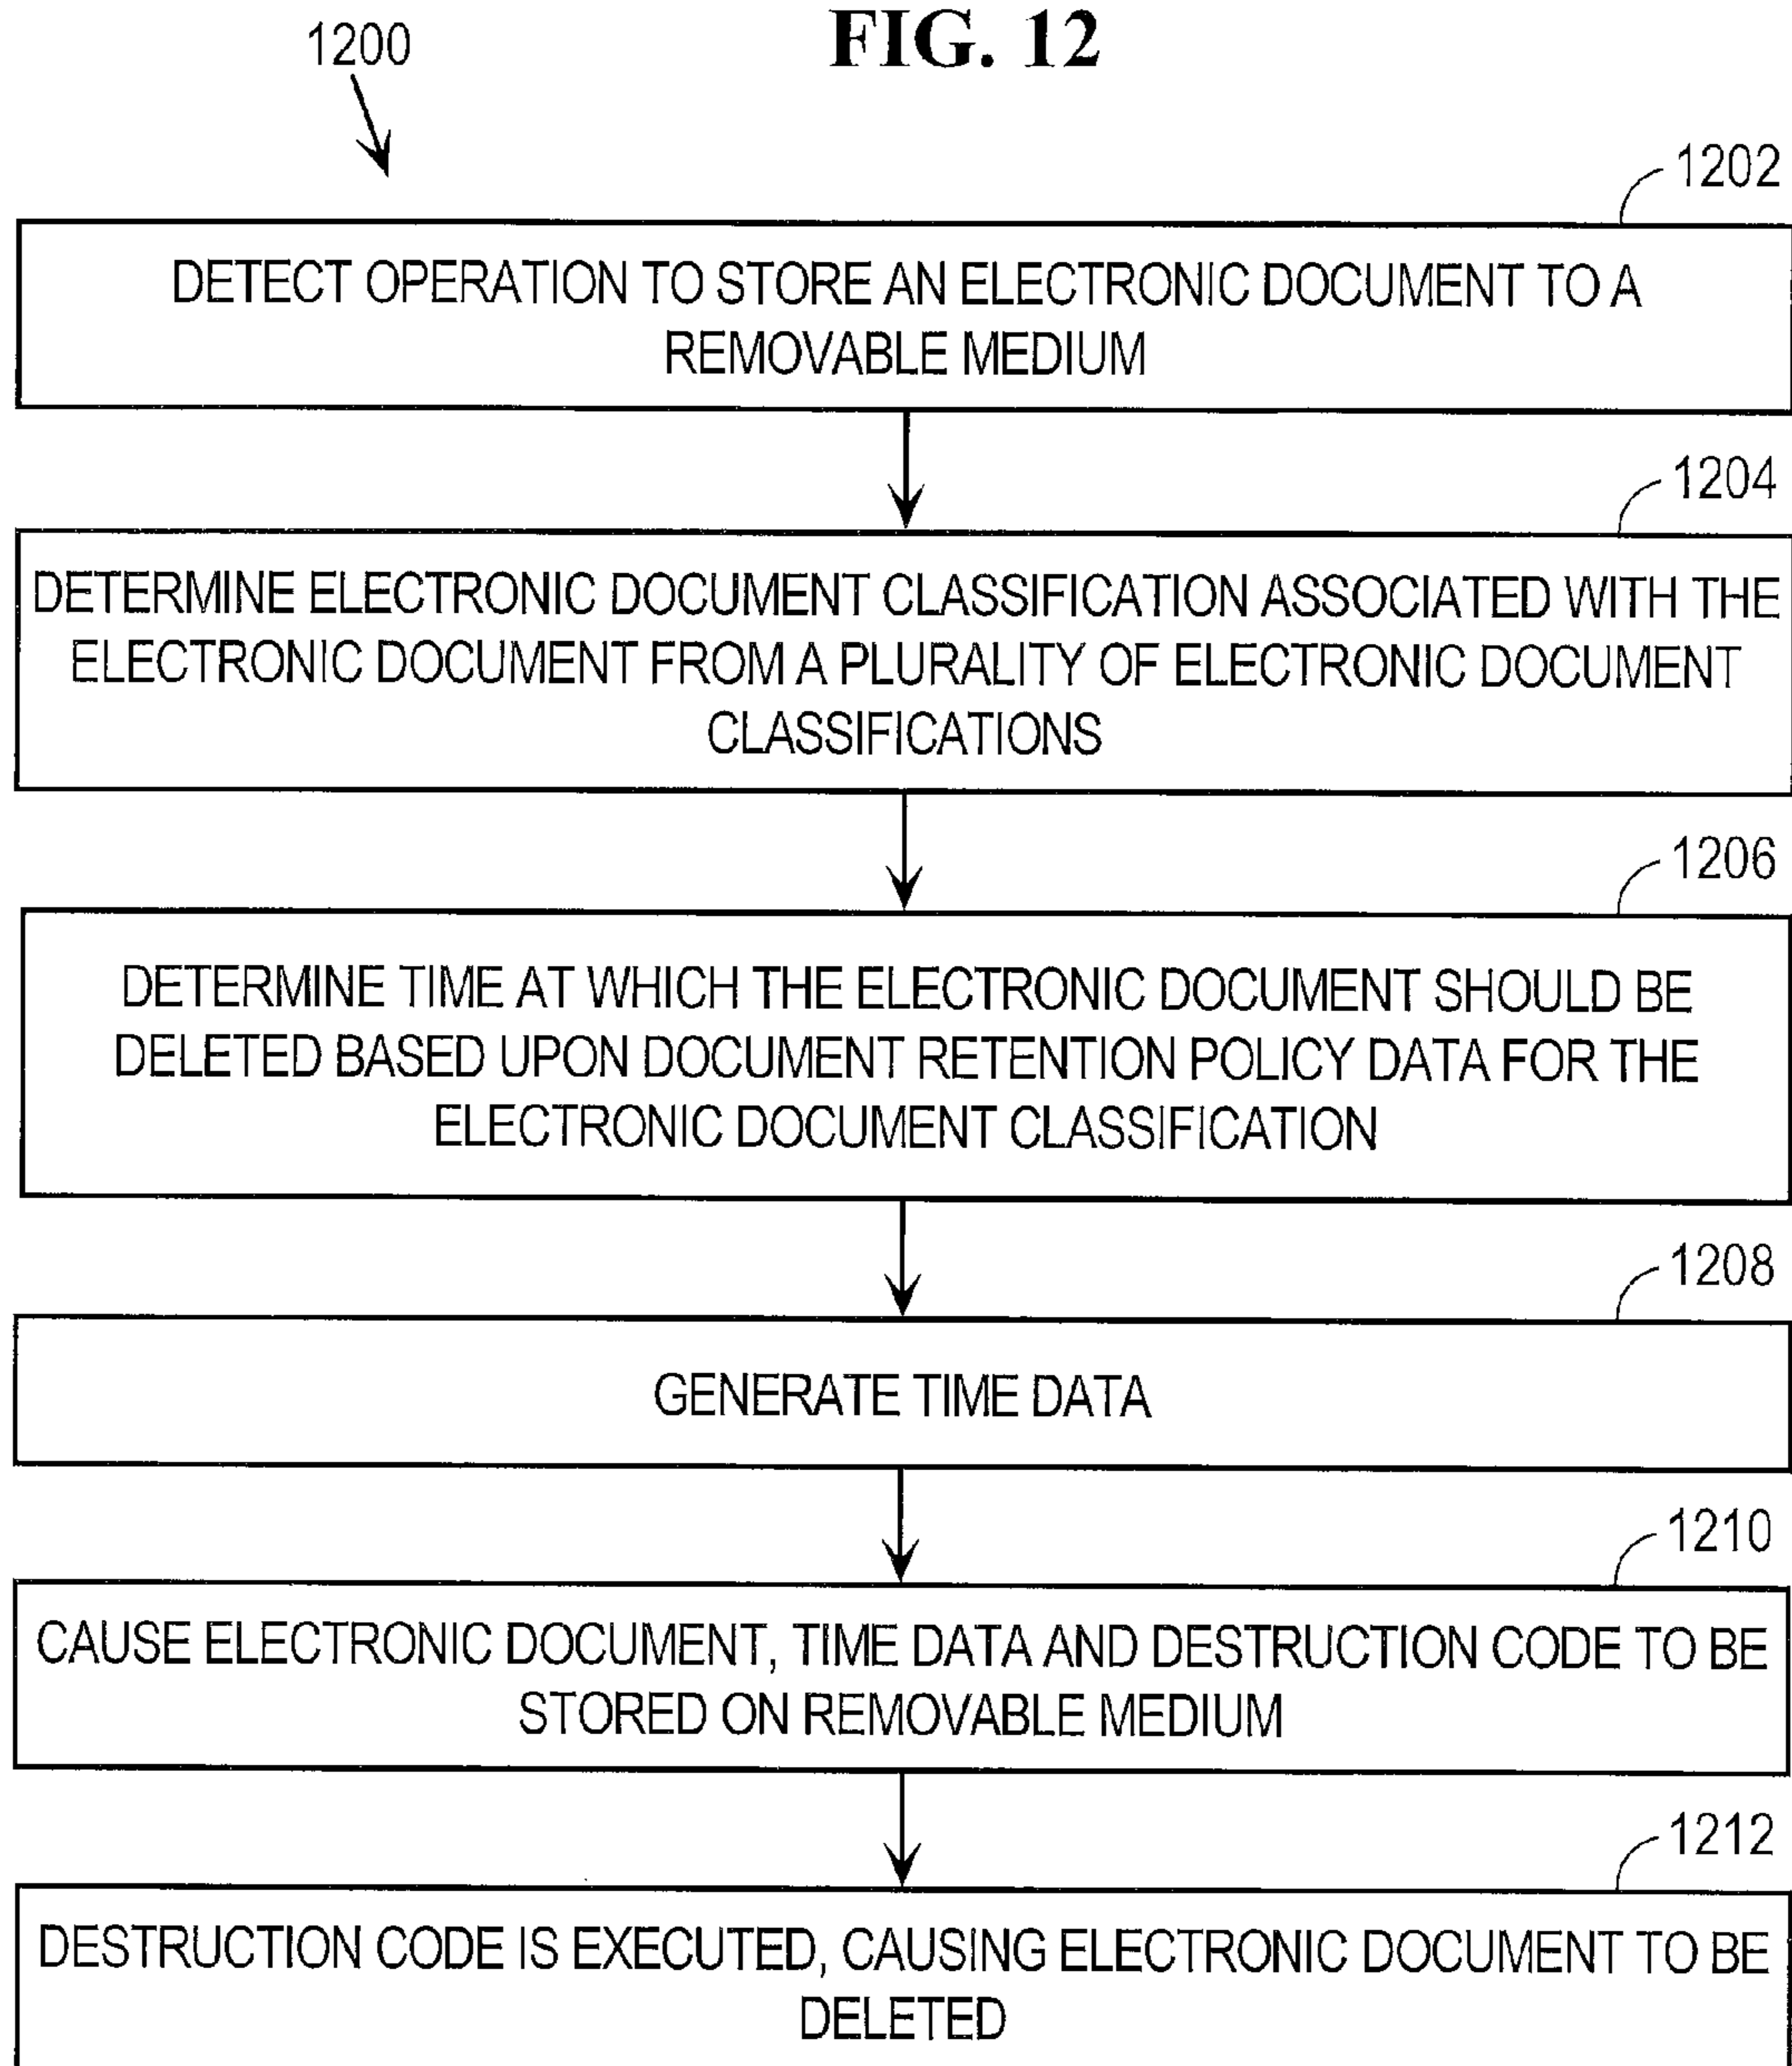 FIG. 12
1200
1202
DETECT OPERATION TO STORE AN ELECTRONIC DOCUMENT TO A
REMOVABLE MEDIUM
1204
DETERMINE ELECTRONIC DOCUMENT CLASSIFICATION ASSOCIATED WITH THE
ELECTRONIC DOCUMENT FROM A PLURALITY OF ELECTRONIC DOCUMENT
CLASSIFICATIONS
1206
DETERMINE TIME AT WHICH THE ELECTRONIC DOCUMENT SHOULD BE
DELETED BASED UPON DOCUMENT RETENTION POLICY DATA FOR THE
ELECTRONIC DOCUMENT CLASSIFICATION
1208
GENERATE TIME DATA
1210
CAUSE ELECTRONIC DOCUMENT, TIME DATA AND DESTRUCTION CODE TO BE
STORED ON REMOVABLE MEDIUM
1212
DESTRUCTION CODE IS EXECUTED, CAUSING ELECTRONIC DOCUMENT TO BE
DELETED